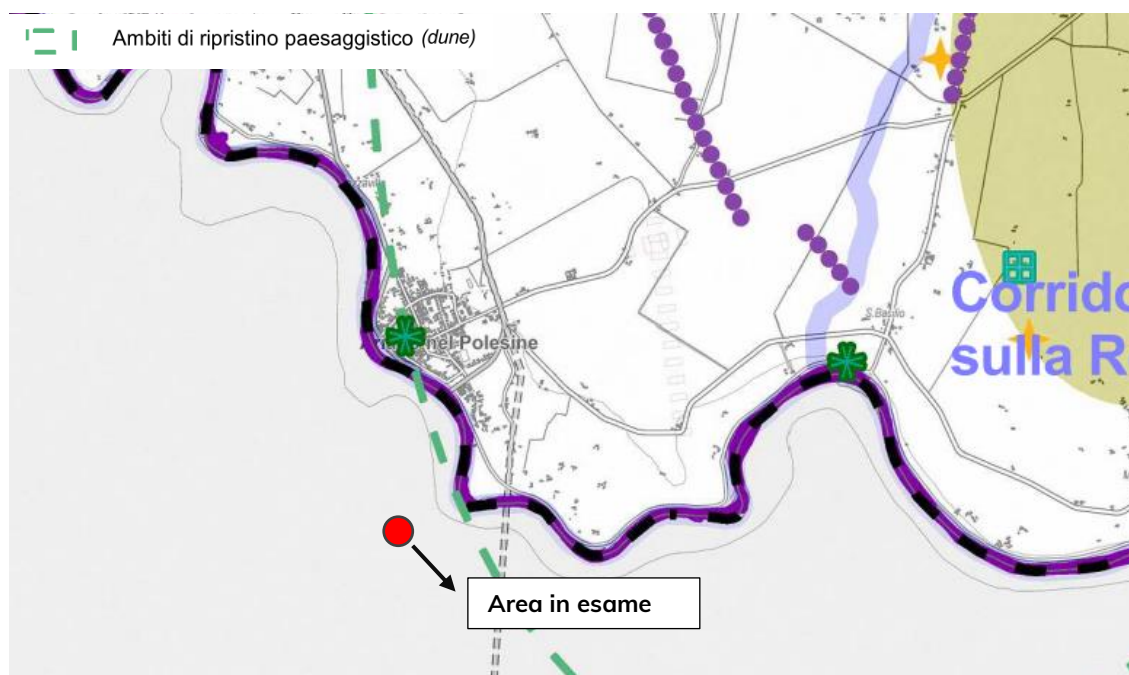 Ambiti di ripristino paesaggistico (dune)
nel Polesine
S.Basilio
Corrido
sulla R
Area in esame